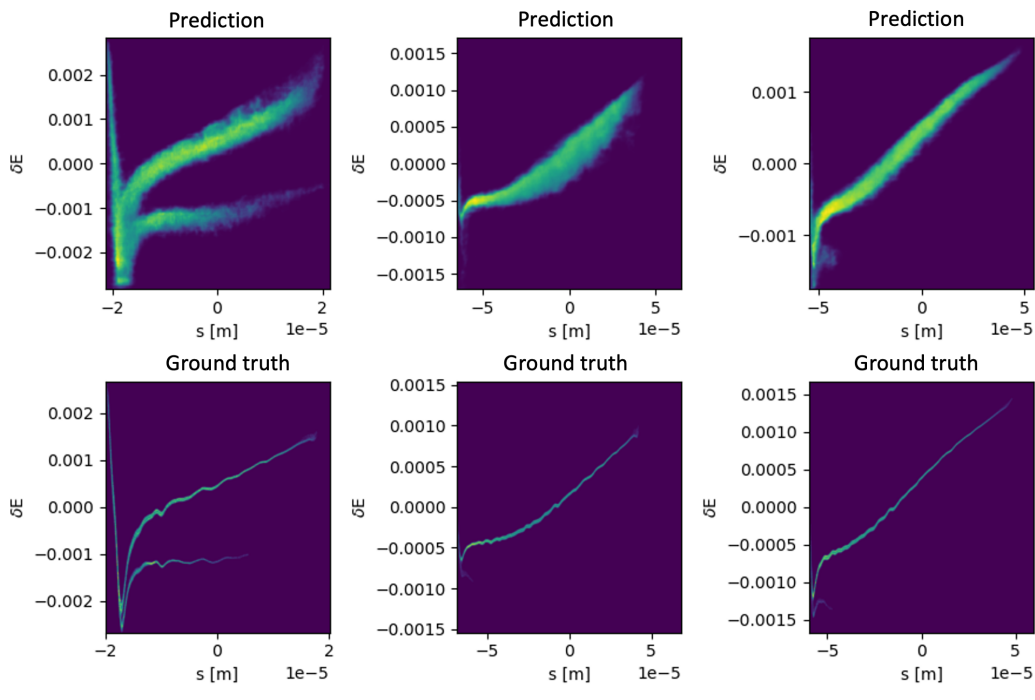 Prediction Prediction Prediction
0.002
0.001
0.000
−0.001
−0.002
δE
−2 0 2
s [m] 1e−5
0.0015
0.0010
0.0005
0.0000
−0.0005
−0.0010
−0.0015
δE
−5 0 5
s [m] 1e−5
0.001
0.000
−0.001
δE
−5 0 5
s [m] 1e−5
Ground truth Ground truth Ground truth
0.002
0.001
0.000
−0.001
−0.002
δE
−2 0 2
s [m] 1e−5
0.0015
0.0010
0.0005
0.0000
−0.0005
−0.0010
−0.0015
δE
−5 0 5
s [m] 1e−5
0.0015
0.0010
0.0005
0.0000
−0.0005
−0.0010
−0.0015
δE
−5 0 5
s [m] 1e−5